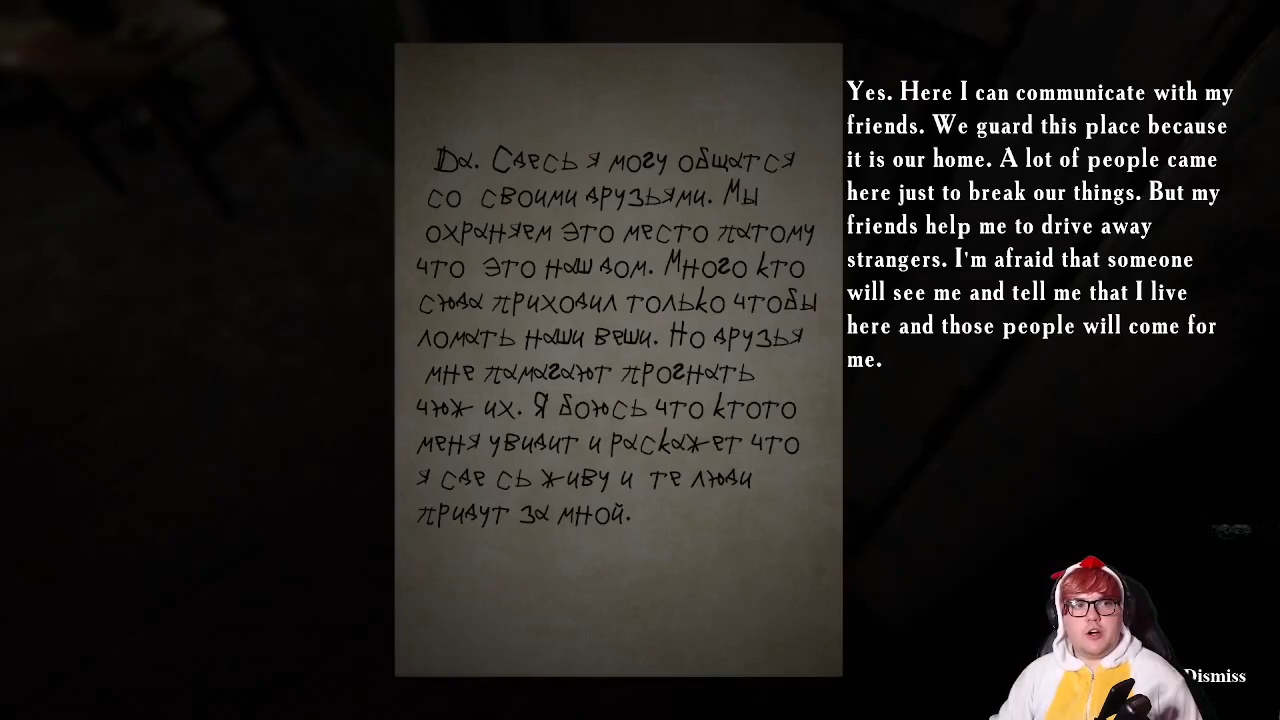 Да. Сдесь я могу общатся
со своими друзьями. Мы
охраняем это место патому
что это наш дом. Много кто
сюда приходил только чтобы
ломать наши веши. Но друзья
мне памагают прогнать
чюж их. Я боюсь что ктото
меня увидит и раскажет что
я сде сь живу и те люди
придут за мной.
Yes. Here I can communicate with my
friends. We guard this place because
it is our home. A lot of people came
here just to break our things. But my
friends help me to drive away
strangers. I'm afraid that someone
will see me and tell me that I live
here and those people will come for
me.
Dismiss